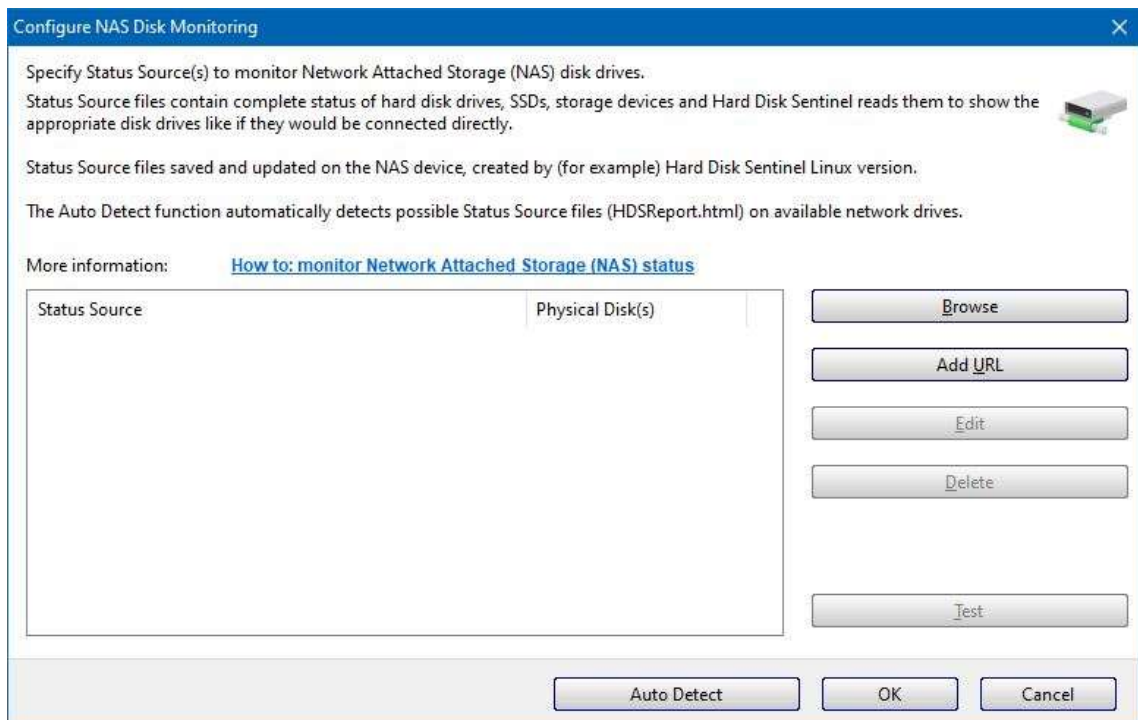 Configure NAS Disk Monitoring
Specify Status Source(s) to monitor Network Attached Storage (NAS) disk drives.
Status Source files contain complete status of hard disk drives, SSDs, storage devices and Hard Disk Sentinel reads them to show the
appropriate disk drives like if they would be connected directly.
Status Source files saved and updated on the NAS device, created by (for example) Hard Disk Sentinel Linux version.
The Auto Detect function automatically detects possible Status Source files (HDSReport.html) on available network drives.
More information: How to: monitor Network Attached Storage (NAS) status
Status Source Physical Disk(s)
Browse
Add URL
Edit
Delete
Test
Auto Detect OK Cancel